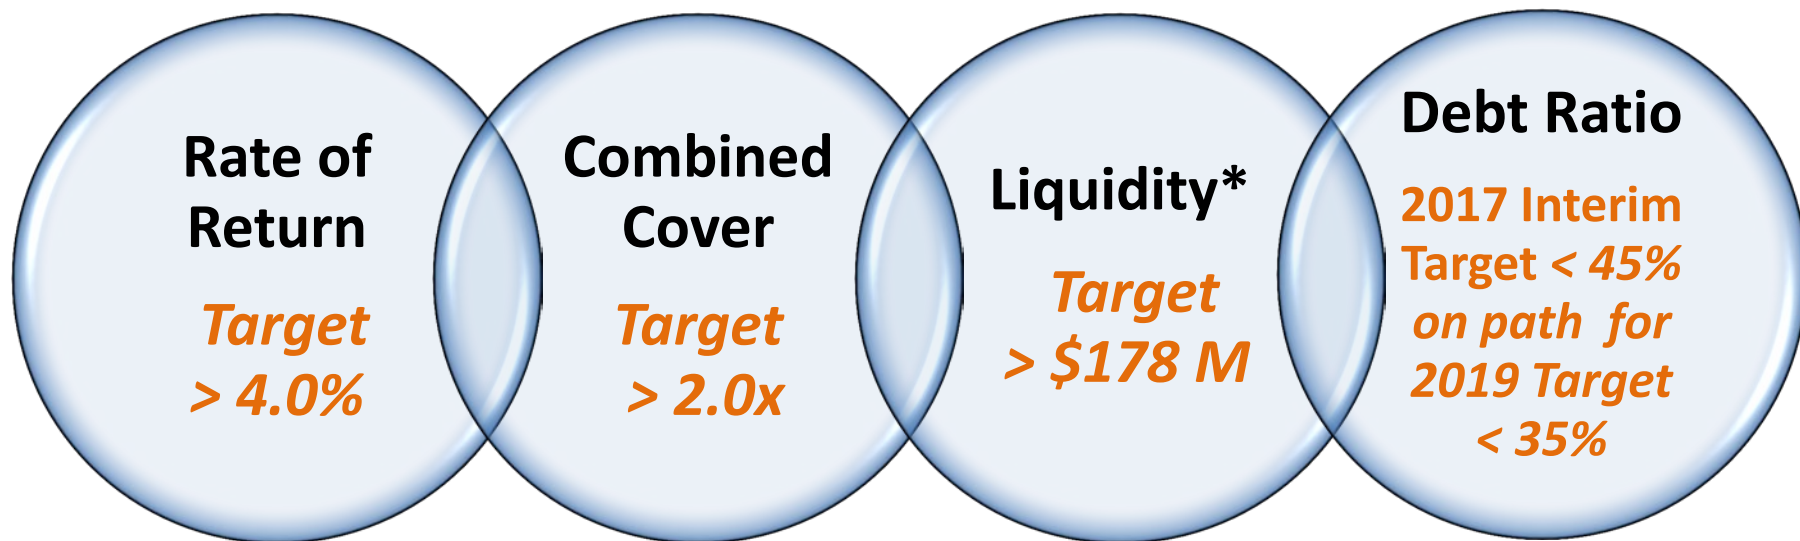 Rate of
Return
Target
> 4.0%
Combined
Cover
Target
> 2.0x
Liquidity*
Target
> $178 M
Debt Ratio
2017 Interim
Target < 45%
on path for
2019 Target
< 35%